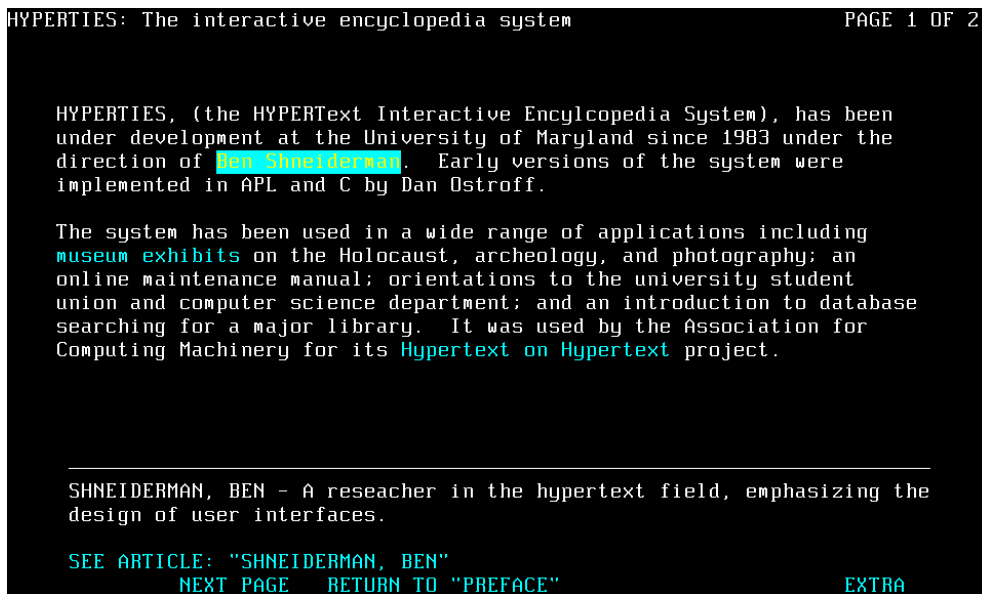 HYPERTIES: The interactive encyclopedia system PAGE 1 OF 2
HYPERTIES, (the HYPERText Interactive Encylcopedia System), has been
under development at the University of Maryland since 1983 under the
direction of Ben Shneiderman. Early versions of the system were
implemented in APL and C by Dan Ostroff.
The system has been used in a wide range of applications including
museum exhibits on the Holocaust, archeology, and photography; an
online maintenance manual; orientations to the university student
union and computer science department; and an introduction to database
searching for a major library. It was used by the Association for
Computing Machinery for its Hypertext on Hypertext project.
SHNEIDERMAN, BEN - A reseacher in the hypertext field, emphasizing the
design of user interfaces.
SEE ARTICLE: "SHNEIDERMAN, BEN"
NEXT PAGE RETURN TO "PREFACE" EXTRA